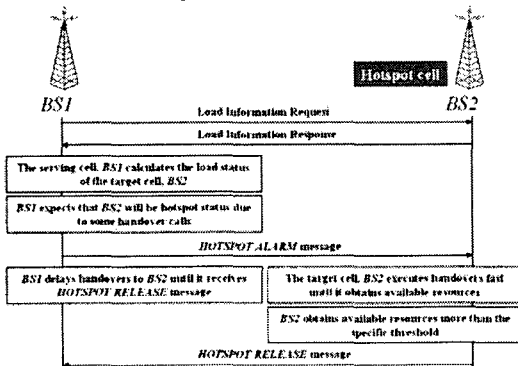 Hotspot cell
BS1
BS2
Load Information Request
Load Information Response
The serving cell, BS1 calculates the load status
of the target cell, BS2
BS1 expects that BS2 will be hotspot status due
to some handover calls
HOTSPOT ALARM message
BS1 delays handovers to BS2 until it receives
HOTSPOT RELEASE message
The target cell, BS2 executes handovers fast
until it obtains available resources
BS2 obtains available resources more than the
specific threshold
HOTSPOT RELEASE message